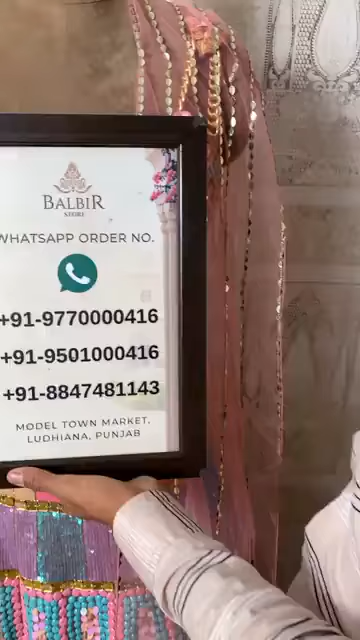 BALBIR
STORE
WHATSAPP ORDER NO.
+91-9770000416
+91-9501000416
+91-8847481143
MODEL TOWN MARKET,
LUDHIANA, PUNJAB